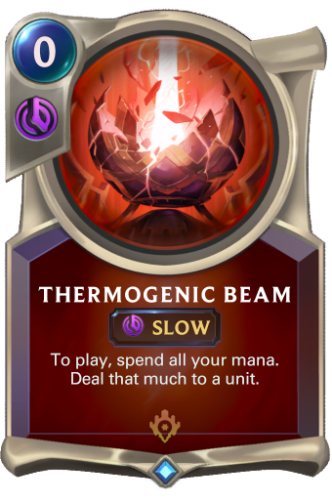 0
THERMOGENIC BEAM
SLOW
To play, spend all your mana.
Deal that much to a unit.